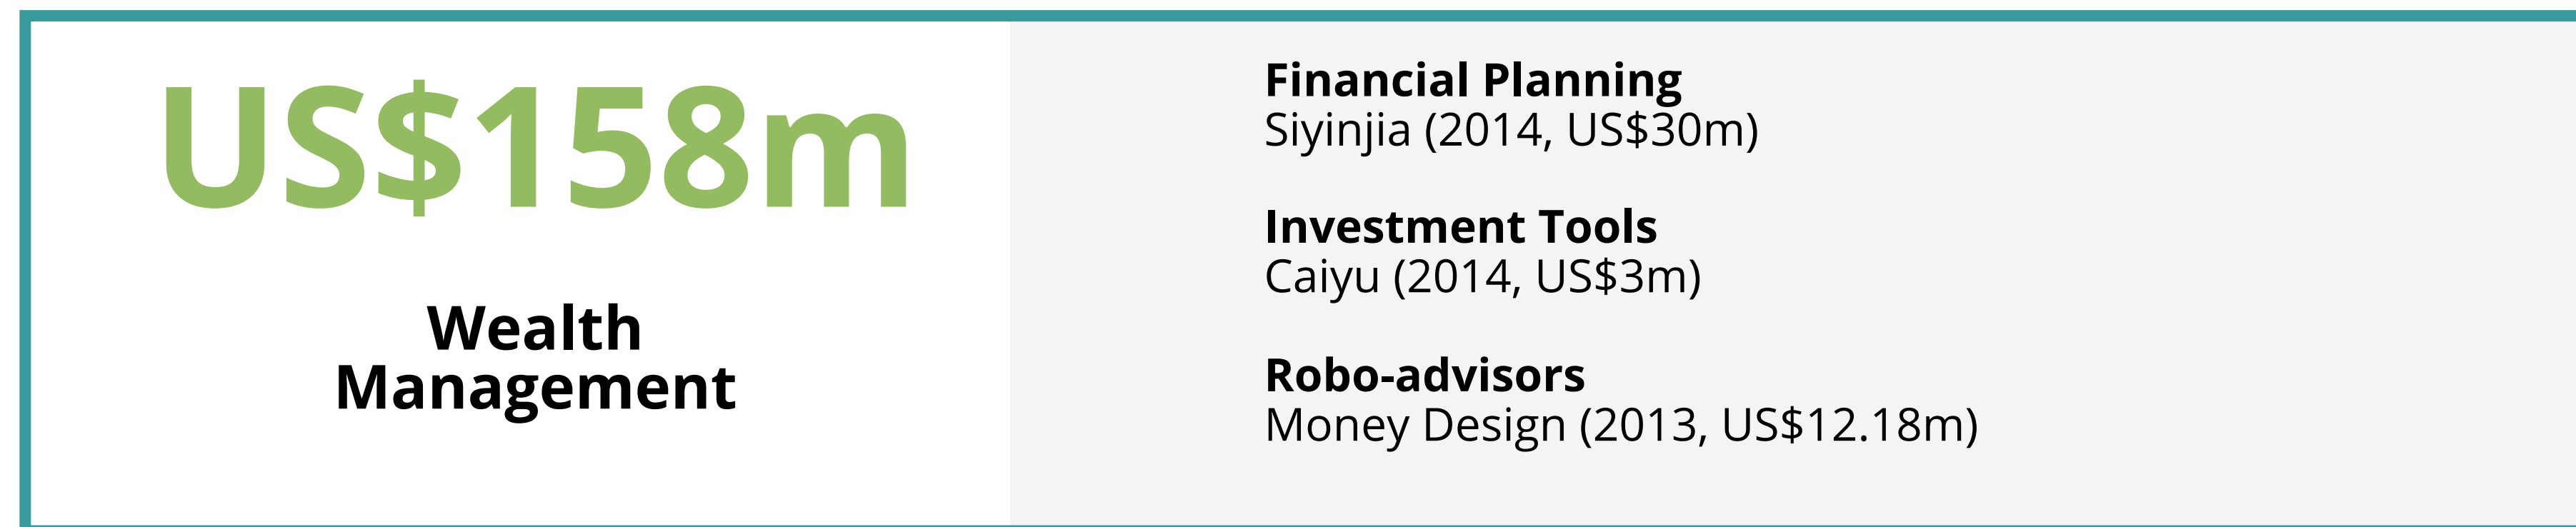 US$158m
Wealth
Management
Financial Planning
Siyinjia (2014, US$30m)
Investment Tools
Caiyu (2014, US$3m)
Robo-advisors
Money Design (2013, US$12.18m)